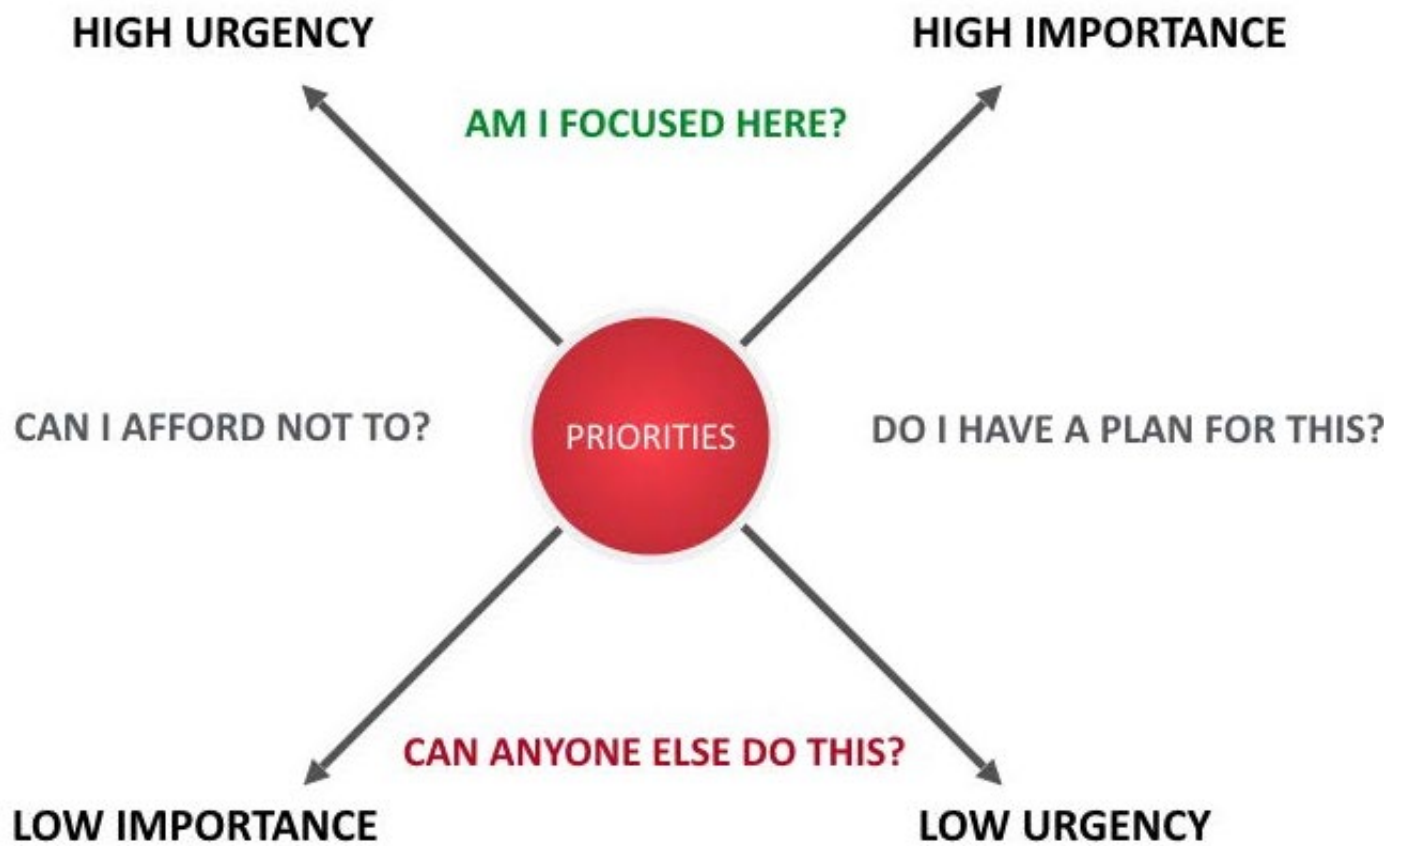 HIGH URGENCY
HIGH IMPORTANCE
AM I FOCUSED HERE?
CAN I AFFORD NOT TO?
PRIORITIES
DO I HAVE A PLAN FOR THIS?
CAN ANYONE ELSE DO THIS?
LOW IMPORTANCE
LOW URGENCY